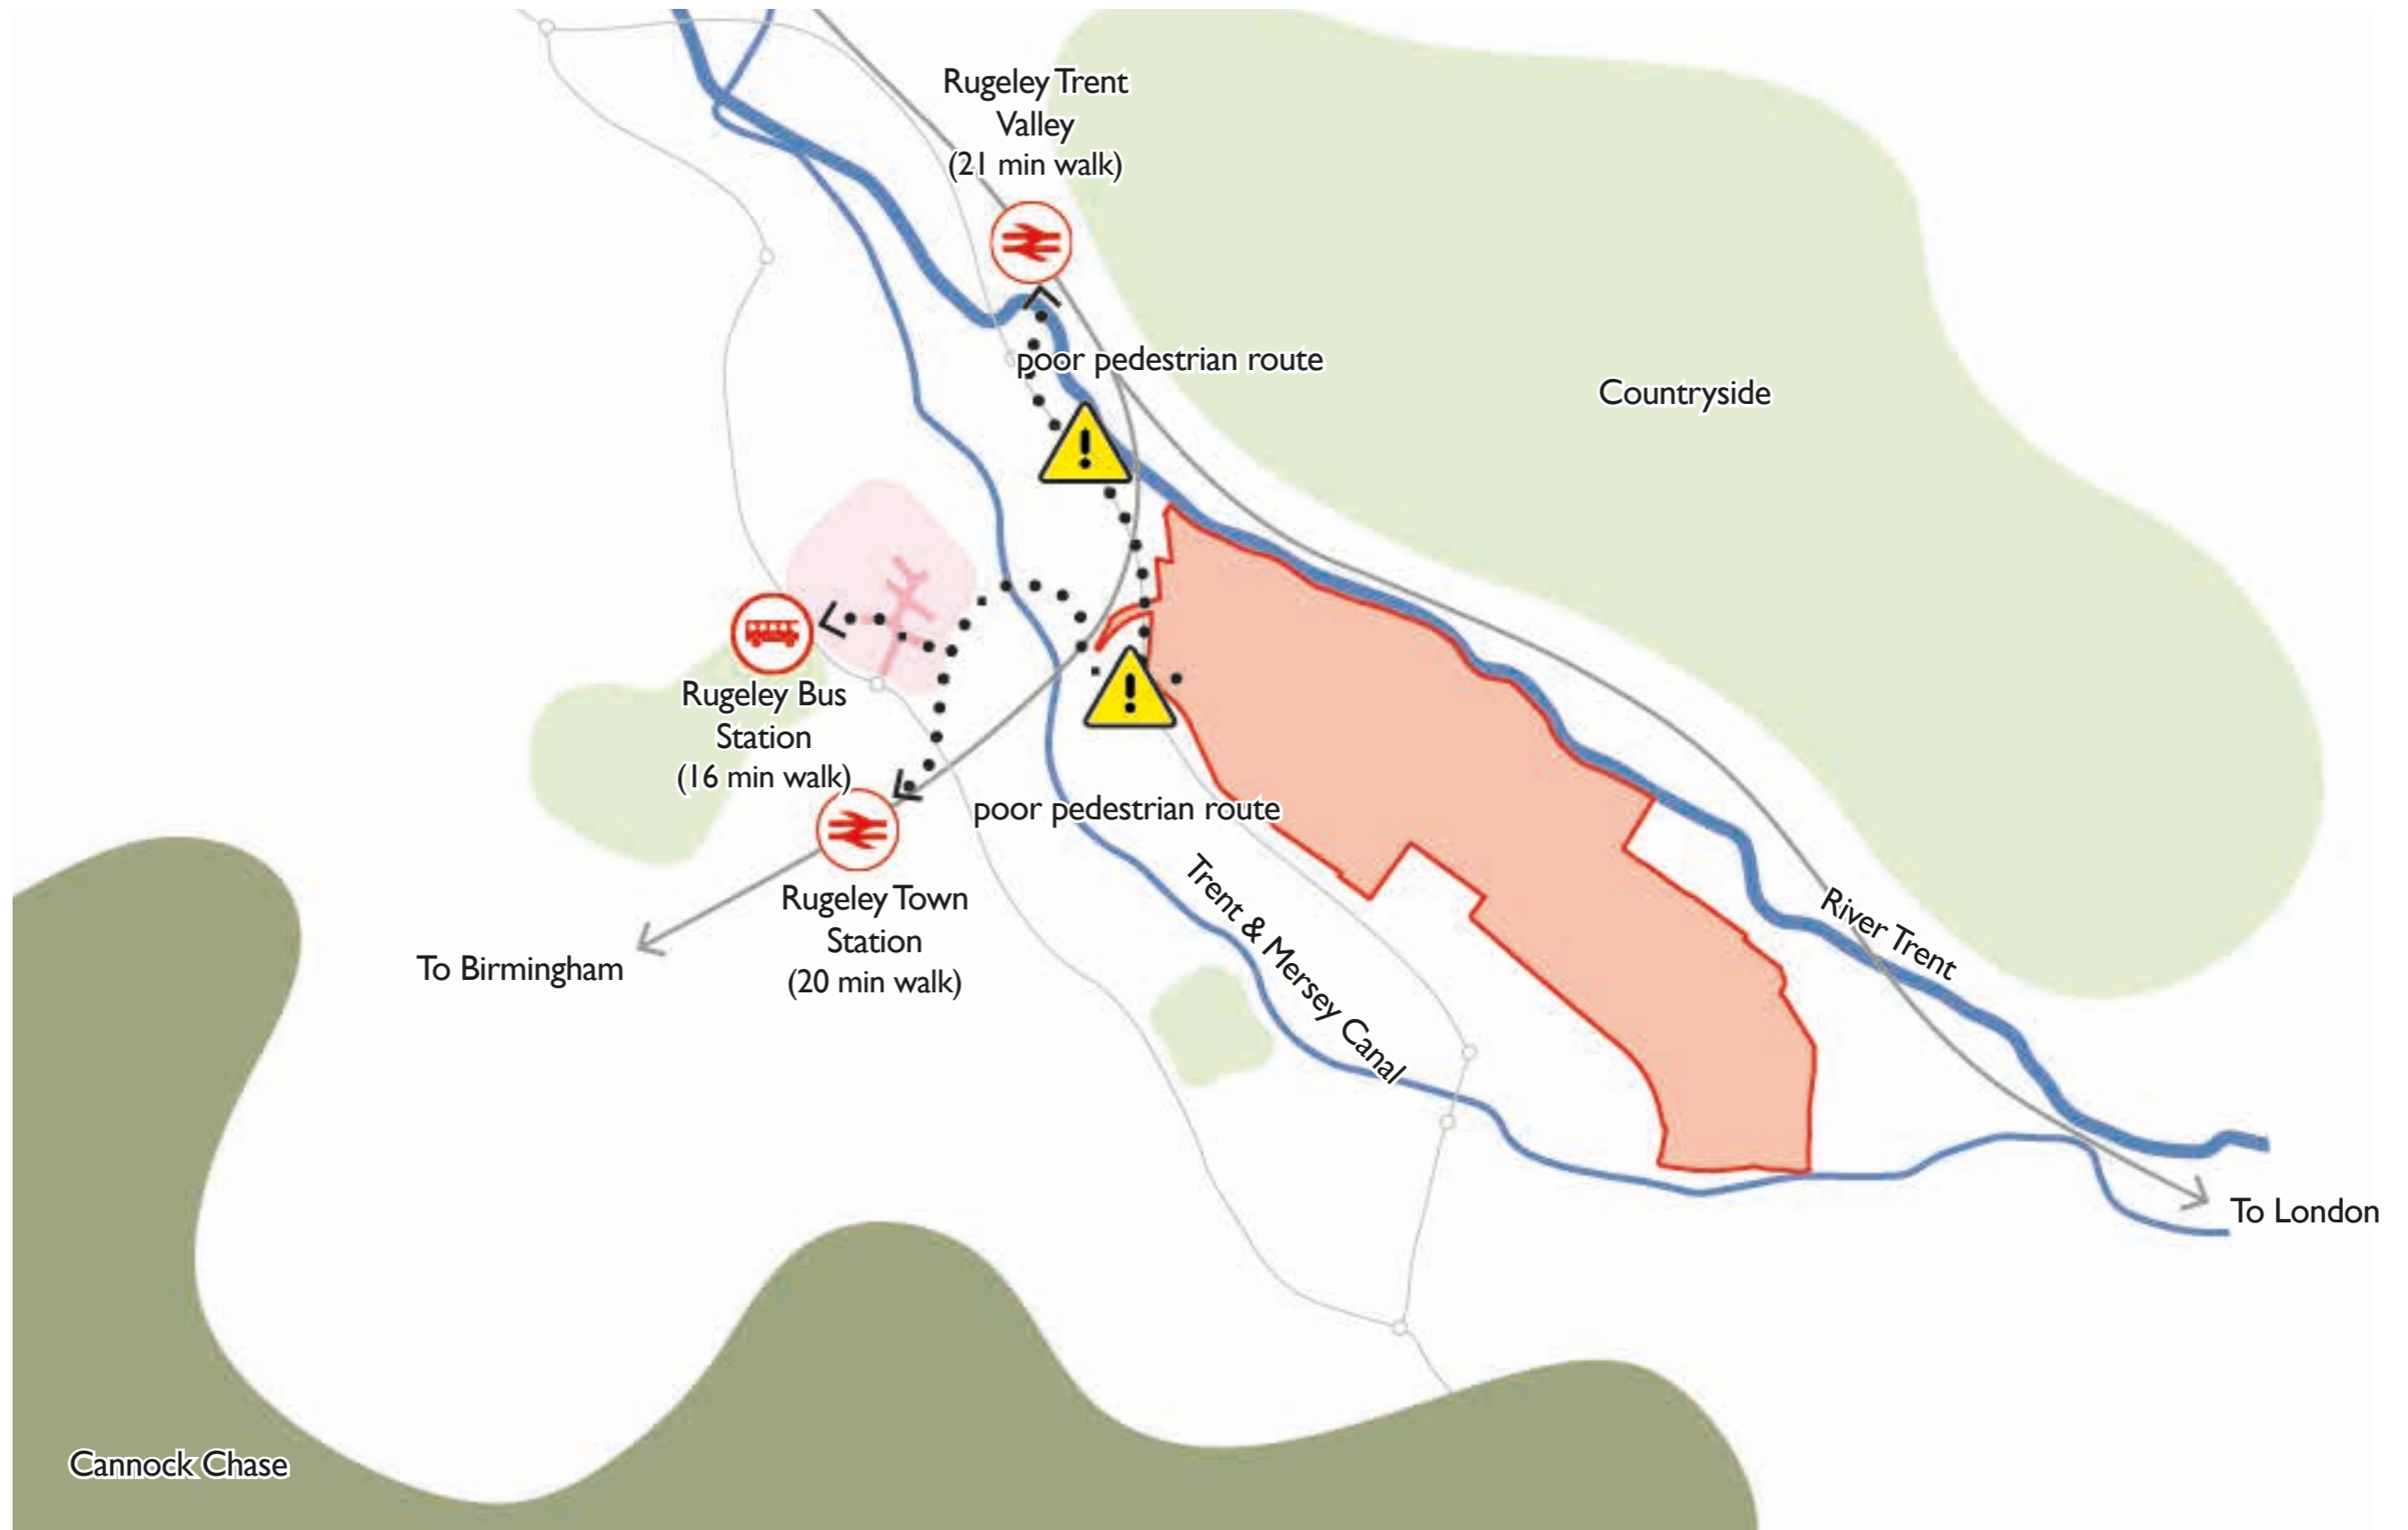 Rugeley Trent
Valley
(21 min walk)
poor pedestrian route
Countryside
Rugeley Bus
Station
(16 min walk)
poor pedestrian route
Rugeley Town
Station
(20 min walk)
To Birmingham
Trent & Mersey Canal
River Trent
To London
Cannock Chase